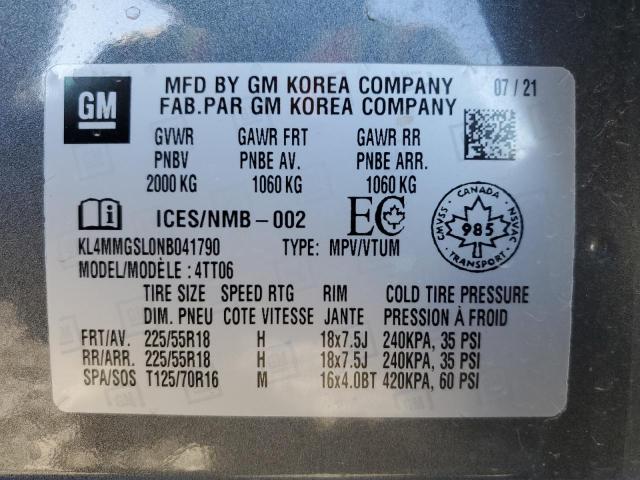 GM
MFD BY GM KOREA COMPANY 07 / 21
FAB.PAR GM KOREA COMPANY
GVWR GAWR FRT GAWR RR
PNBV PNBE AV. PNBE ARR.
2000 KG 1060 KG 1060 KG
ICES/NMB-002 EC
CANADA CMVSS NSVAC 985 TRANSPORT
KL4MMGSL0NB041790 TYPE: MPV/VTUM
MODEL/MODÈLE : 4TT06
TIRE SIZE SPEED RTG RIM COLD TIRE PRESSURE
DIM. PNEU COTE VITESSE JANTE PRESSION À FROID
FRT/AV. 225/55R18 H 18x7.5J 240KPA, 35 PSI
RR/ARR. 225/55R18 H 18x7.5J 240KPA, 35 PSI
SPA/SOS T125/70R16 M 16x4.0BT 420KPA, 60 PSI